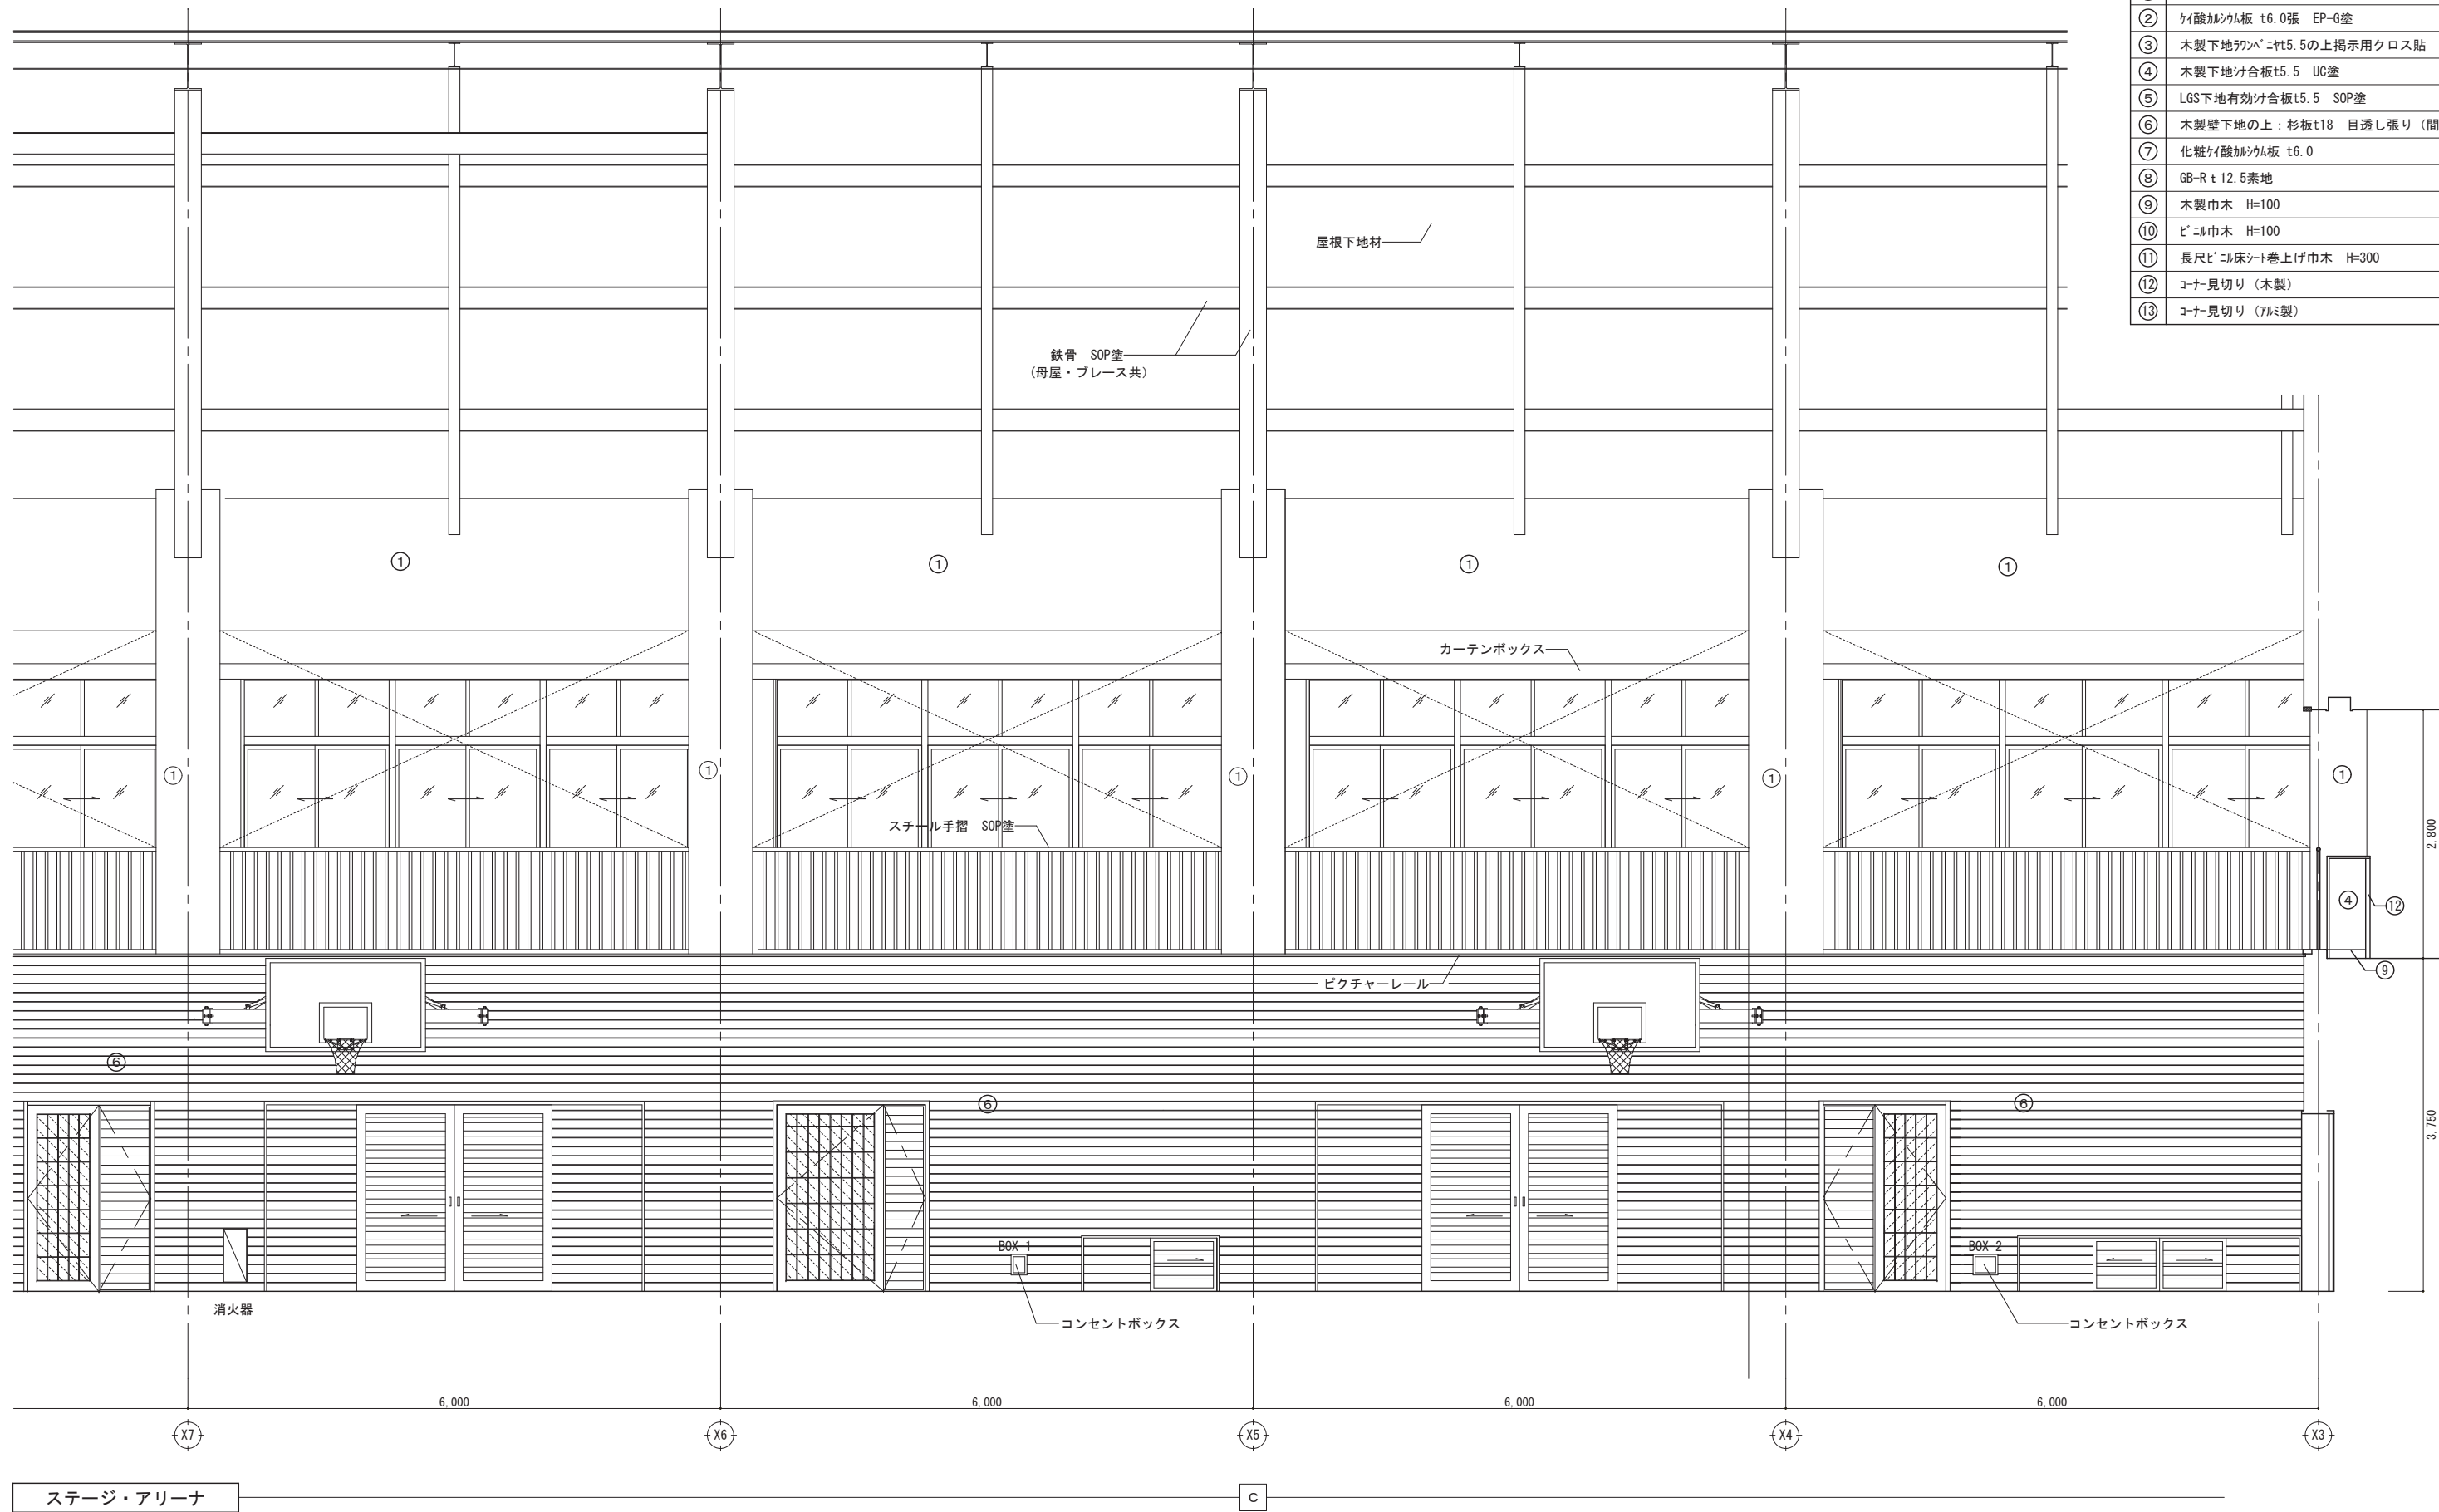 ② ｹｲ酸ｶﾙｼｳﾑ板 t6.0張 EP-G塗
③ 木製下地ﾗﾜﾝﾍﾞﾆﾔt5.5の上掲示用クロス貼
④ 木製下地ｼﾅ合板t5.5 UC塗
⑤ LGS下地有効ｼﾅ合板t5.5 SOP塗
⑥ 木製壁下地の上：杉板t18 目透し張り（間
⑦ 化粧ｹｲ酸ｶﾙｼｳﾑ板 t6.0
⑧ GB-R t 12.5素地
⑨ 木製巾木 H=100
⑩ ﾋﾞﾆﾙ巾木 H=100
⑪ 長尺ﾋﾞﾆﾙ床ｼｰﾄ巻上げ巾木 H=300
⑫ ｺｰﾅｰ見切り（木製）
⑬ ｺｰﾅｰ見切り（ｱﾙﾐ製）
屋根下地材
鉄骨 SOP塗
（母屋・ブレース共）
① ① ① ①
カーテンボックス
① ① ① ① ①
スチール手摺 SOP塗
2,800
④ ⑫
⑨
ピクチャーレール
⑥ ⑥ ⑥
3,750
BOX-1 BOX-2
消火器
コンセントボックス コンセントボックス
6,000 6,000 6,000 6,000
X7 X6 X5 X4 X3
ステージ・アリーナ
C